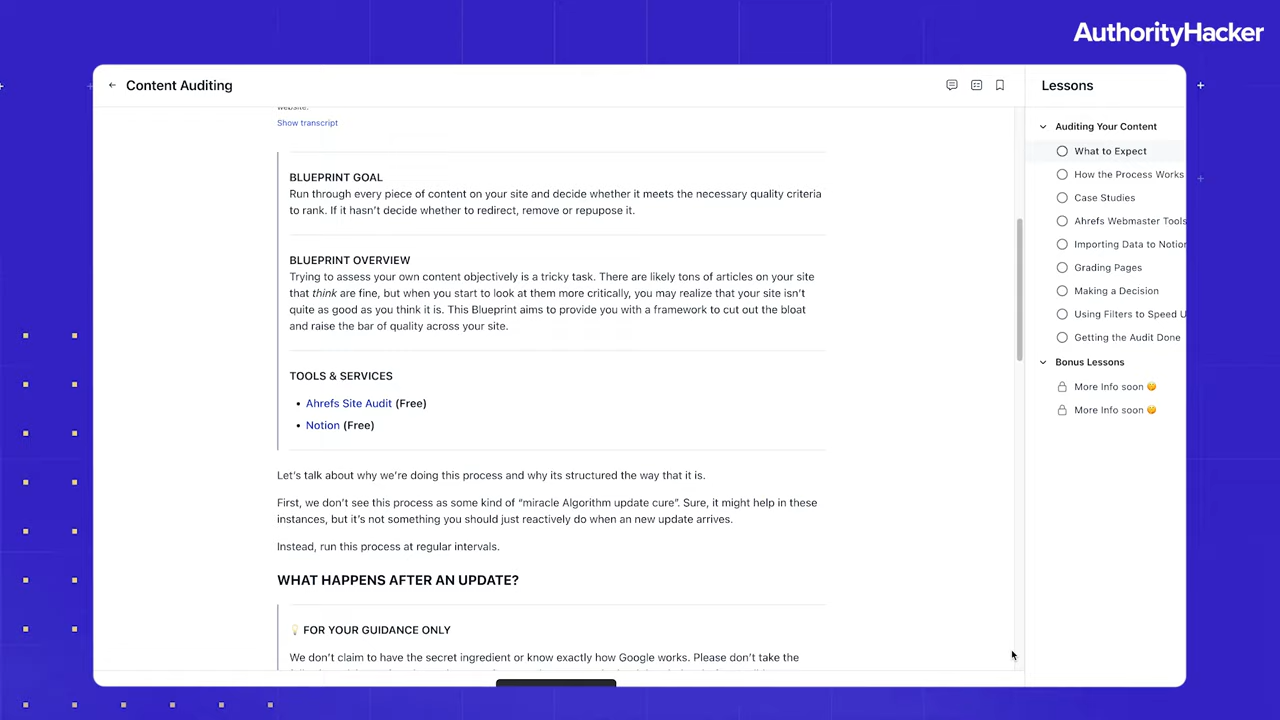 AuthorityHacker
Content Auditing
website.
Show transcript
BLUEPRINT GOAL
Run through every piece of content on your site and decide whether it meets the necessary quality criteria
to rank. If it hasn't decide whether to redirect, remove or repupose it.
BLUEPRINT OVERVIEW
Trying to assess your own content objectively is a tricky task. There are likely tons of articles on your site
that think are fine, but when you start to look at them more critically, you may realize that your site isn't
quite as good as you think it is. This Blueprint aims to provide you with a framework to cut out the bloat
and raise the bar of quality across your site.
TOOLS & SERVICES
• Ahrefs Site Audit (Free)
• Notion (Free)
Let's talk about why we're doing this process and why its structured the way that it is.
First, we don't see this process as some kind of “miracle Algorithm update cure”. Sure, it might help in these
instances, but it's not something you should just reactively do when an new update arrives.
Instead, run this process at regular intervals.
WHAT HAPPENS AFTER AN UPDATE?
💡 FOR YOUR GUIDANCE ONLY
We don't claim to have the secret ingredient or know exactly how Google works. Please don't take the
Lessons
Auditing Your Content
What to Expect
How the Process Works
Case Studies
Ahrefs Webmaster Tools
Importing Data to Notion
Grading Pages
Making a Decision
Using Filters to Speed U
Getting the Audit Done
Bonus Lessons
More Info soon 😋
More Info soon 😋